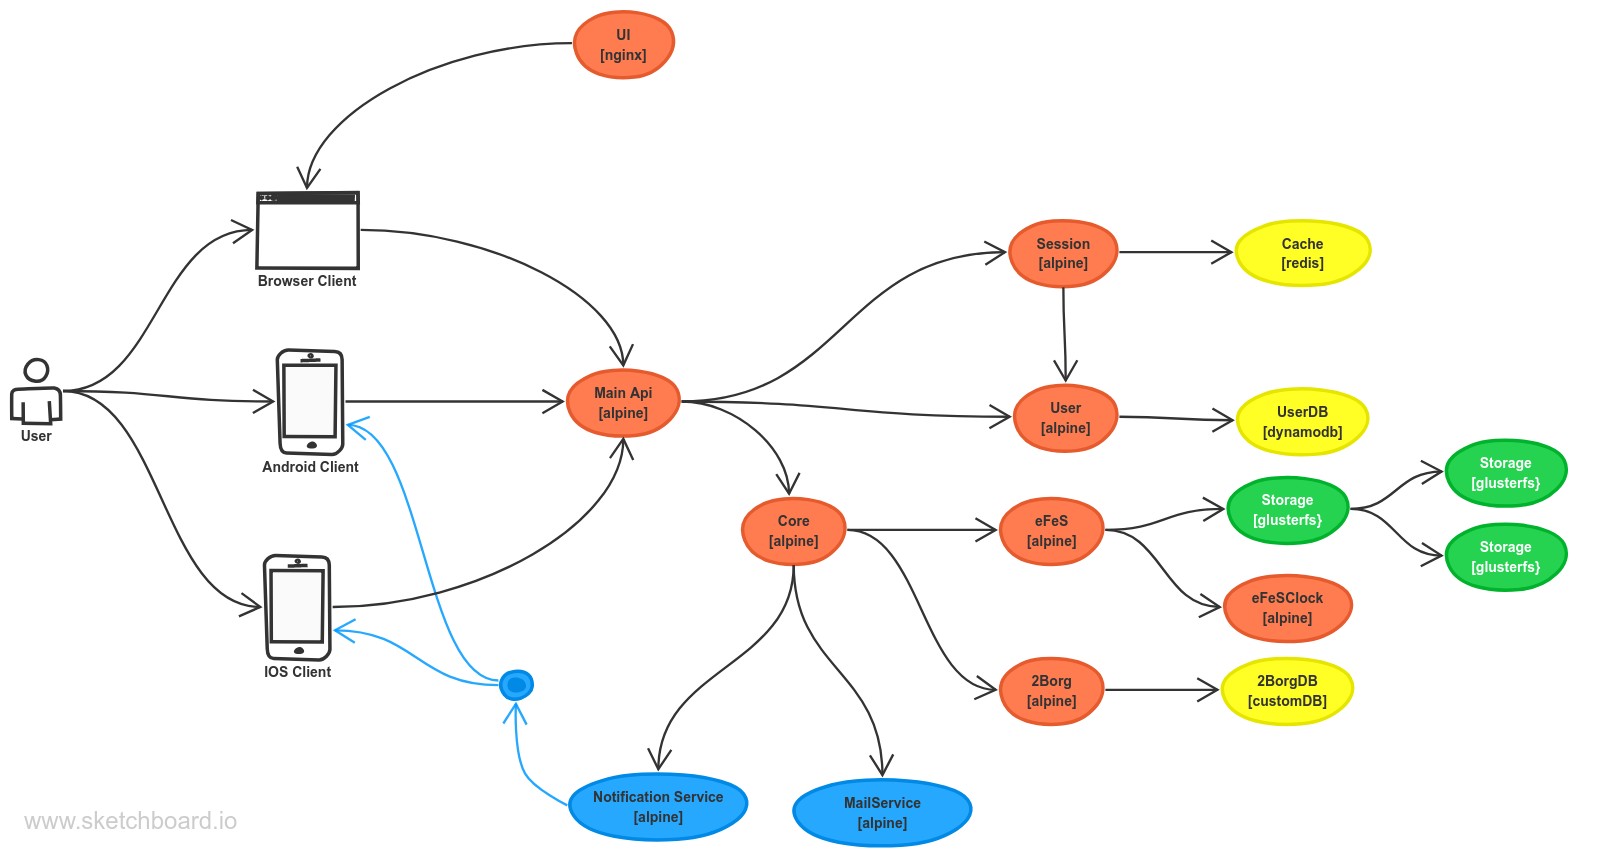 UI
[nginx]
Browser Client
Session
[alpine]
Cache
[redis]
User
Android Client
Main Api
[alpine]
User
[alpine]
UserDB
[dynamodb]
Storage
[glusterfs}
Storage
[glusterfs}
Storage
[glusterfs}
Core
[alpine]
eFeS
[alpine]
eFeSClock
[alpine]
IOS Client
2Borg
[alpine]
2BorgDB
[customDB]
Notification Service
[alpine]
MailService
[alpine]
www.sketchboard.io